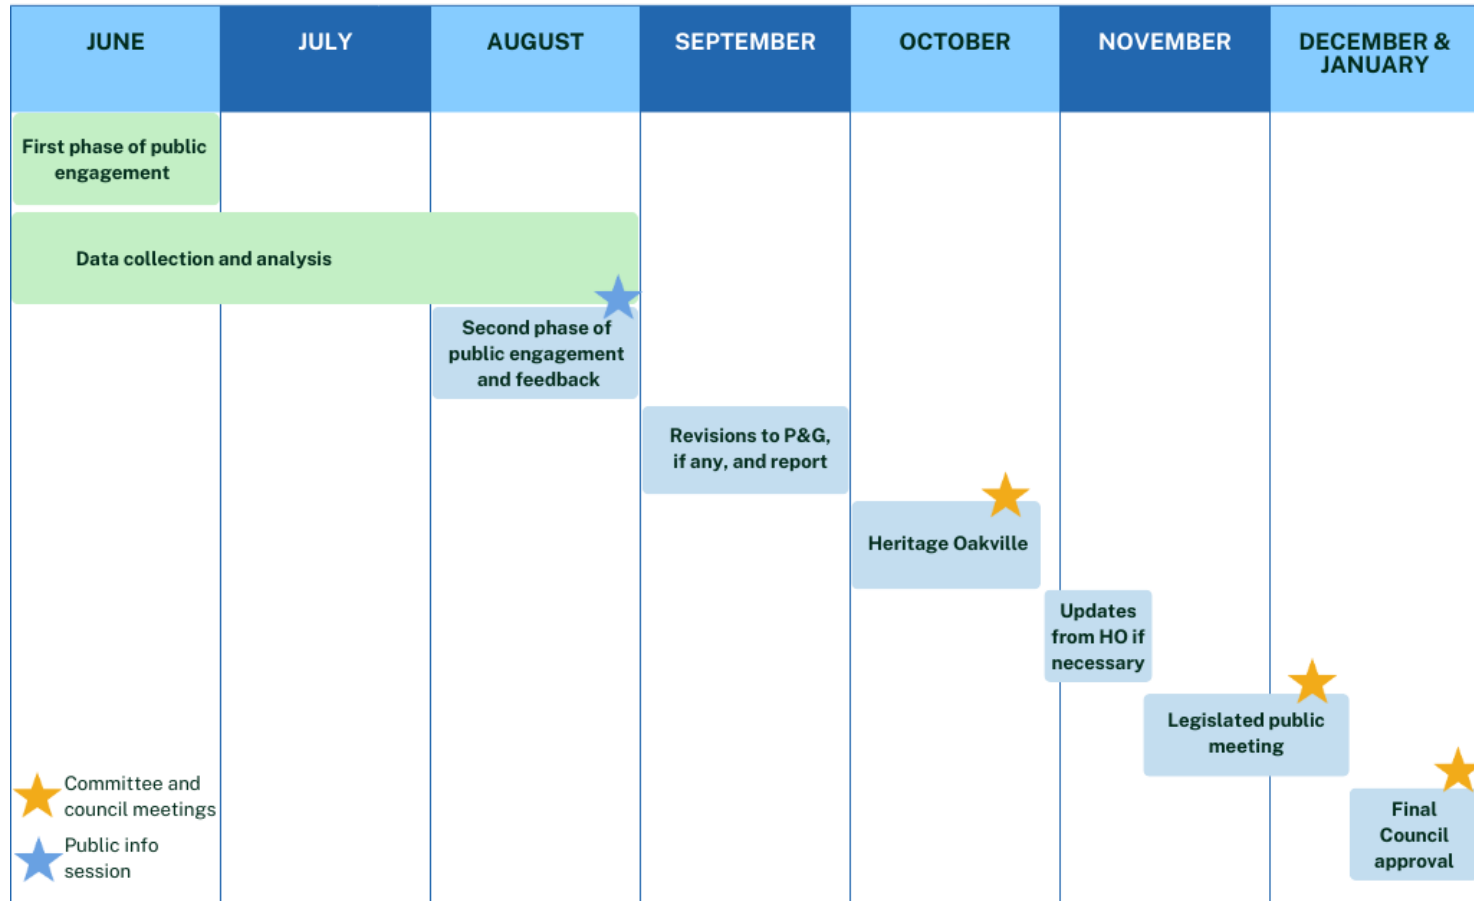 JUNE
JULY
AUGUST
SEPTEMBER
OCTOBER
NOVEMBER
DECEMBER &
JANUARY
First phase of public
engagement
Data collection and analysis
Second phase of
public engagement
and feedback
Revisions to P&G,
if any, and report
Heritage Oakville
Updates
from HO if
necessary
Legislated public
meeting
Final
Council
approval
Committee and
council meetings
Public info
session